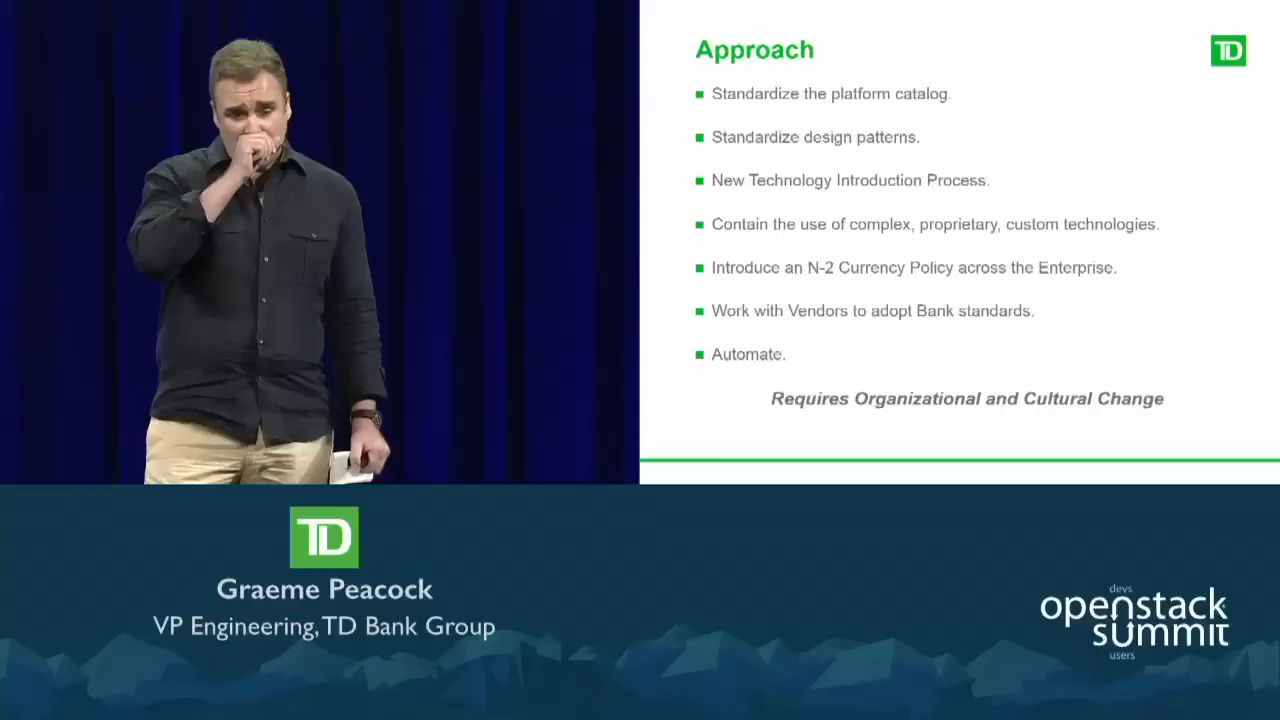 Approach
TD
Standardize the platform catalog.
Standardize design patterns.
New Technology Introduction Process.
Contain the use of complex, proprietary, custom technologies.
Introduce an N-2 Currency Policy across the Enterprise.
Work with Vendors to adopt Bank standards.
Automate.
Requires Organizational and Cultural Change
TD
Graeme Peacock
VP Engineering, TD Bank Group
devs
openstack
summit
users